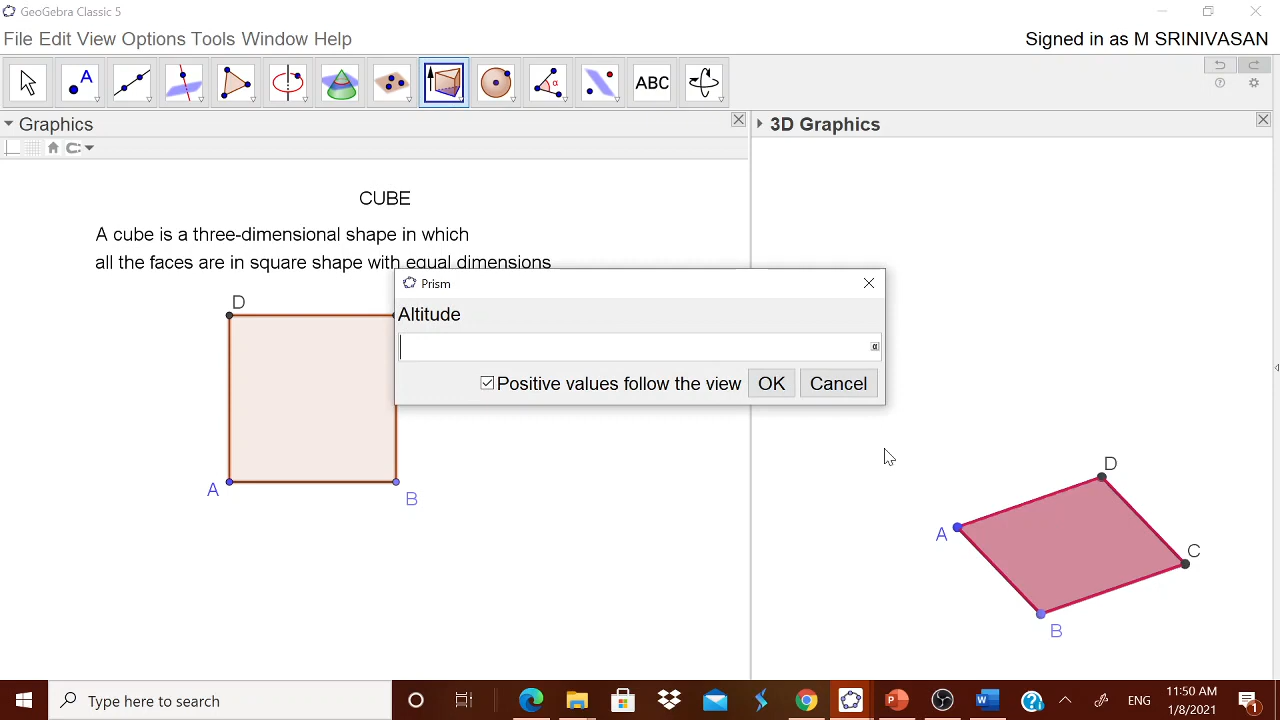 GeoGebra Classic 5
File Edit View Options Tools Window Help
Signed in as M SRINIVASAN
A
α
ABC
Graphics
3D Graphics
CUBE
A cube is a three-dimensional shape in which
all the faces are in square shape with equal dimensions
Prism
Altitude
α
Positive values follow the view
OK
Cancel
D
A
B
D
A
C
B
Type here to search
ENG
11:50 AM
1/8/2021
1